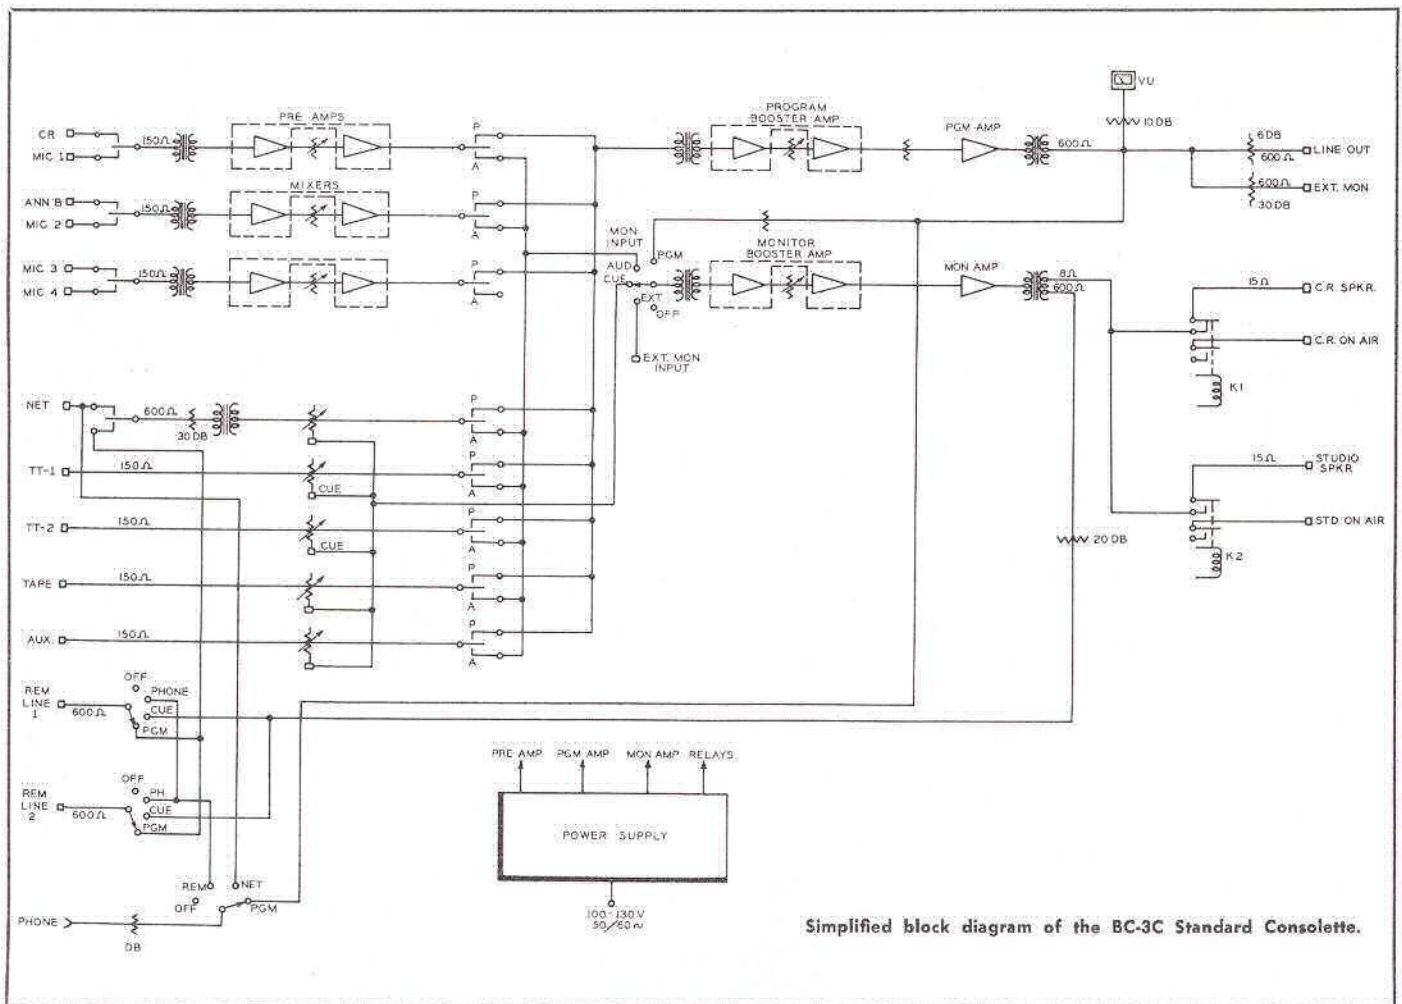 VU
PROGRAM
BOOSTER AMP
PRE AMPS
PGM AMP
10 DB
CR
150Ω
P
600Ω
6 DB
LINE OUT
MIC 1
A
600Ω
MIXERS
600Ω
EXT. MON
ANN B
150Ω
P
30 DB
MIC 2
A
MON
INPUT
PGM
MONITOR
BOOSTER AMP
MIC 3
150Ω
P
AUD
MON AMP
8Ω
CUE
600Ω
MIC 4
A
EXT
OFF
15Ω
C.R. SPKR.
C.R. ON AIR
EXT. MON
INPUT
K1
NET
600Ω
P
30 DB
A
TT-1
150Ω
P
15Ω
STUDIO
SPKR
CUE
A
TT-2
150Ω
P
STD. ON AIR
CUE
A
20 DB
K2
TAPE
150Ω
P
A
AUX
150Ω
P
A
OFF
REM
LINE
1
PHONE
CUE
600Ω
PGM
PRE AMP
PGM AMP
MON AMP
RELAYS
OFF
REM
LINE
2
PH.
CUE
600Ω
PGM
POWER SUPPLY
REM
NET
OFF
PGM
PHONE
DB
100-130V
50/60∿
Simplified block diagram of the BC-3C Standard Consolette.